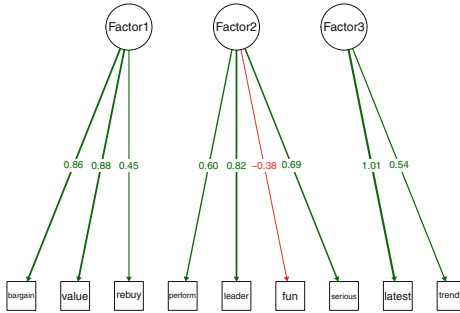 Factor1 Factor2 Factor3
0.86 0.88 0.45 0.60 0.82 −0.38 0.69 1.01 0.54
bargain value rebuy perform leader fun serious latest trendy